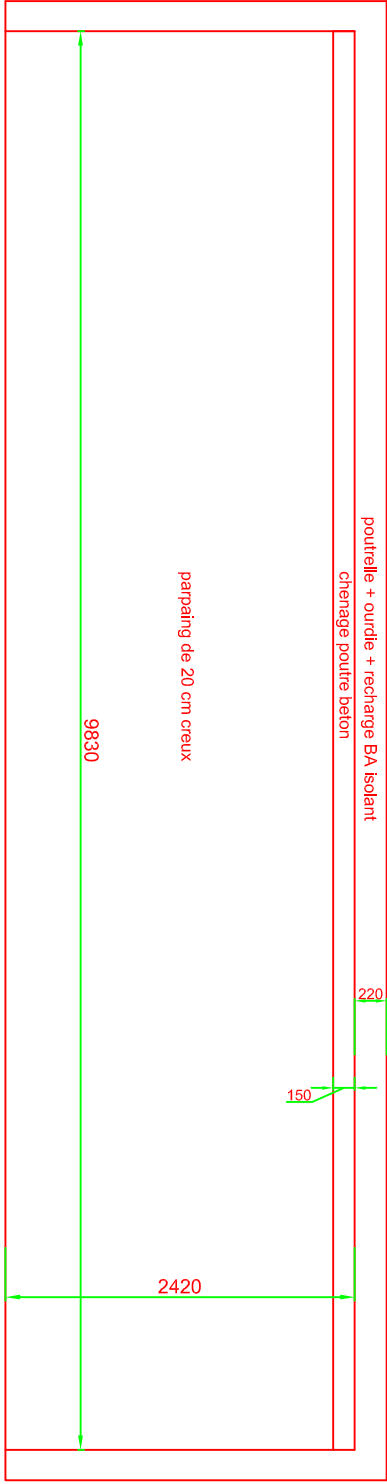 poutrelle + ourdie + recharge BA isolant
chenage poutre beton
parpaing de 20 cm creux
9830
220
150
2420